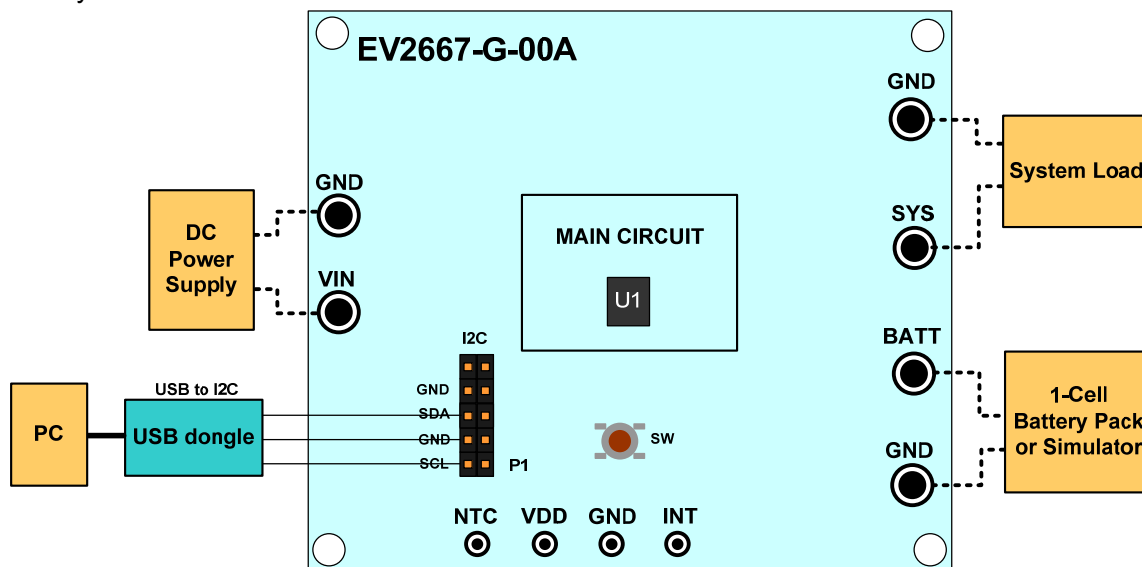 EV2667-G-00A
GND
System Load
SYS
GND
DC
Power
Supply
VIN
MAIN CIRCUIT
U1
I2C
GND
SDA
GND
SCL
P1
USB to I2C
PC
USB dongle
SW
BATT
1-Cell
Battery Pack
or Simulator
GND
NTC
VDD
GND
INT